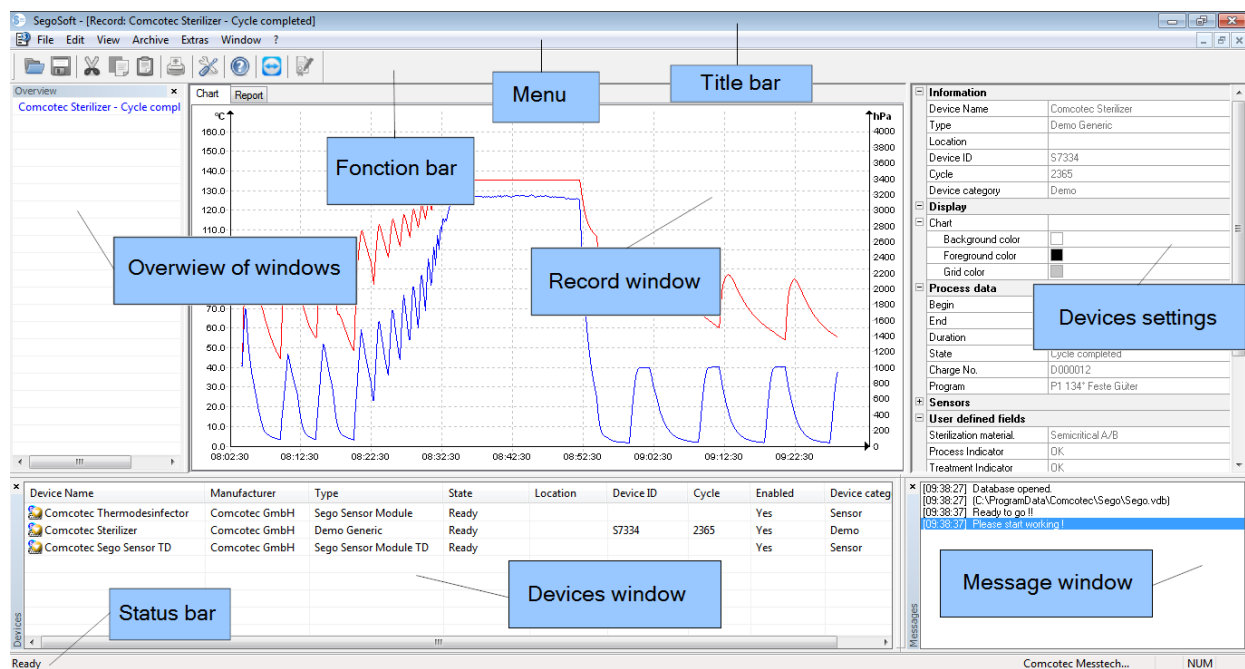 SegoSoft - [Record: Comcotec Sterilizer - Cycle completed]
File Edit View Archive Extras Window ?
Title bar
Menu
Fonction bar
Overview
Comcotec Sterilizer - Cycle compl
Overwiew of windows
Chart Report
°C hPa
160.0
150.0
140.0
130.0
120.0
110.0
70.0
60.0
50.0
40.0
30.0
20.0
10.0
0.0
4000
3800
3600
3400
3200
3000
2800
2600
2400
2200
2000
1800
1600
1400
1200
1000
800
600
400
200
0
08:02:30 08:12:30 08:22:30 08:32:30 08:42:30 08:52:30 09:02:30 09:12:30 09:22:30
Record window
Information
Device Name Comcotec Sterilizer
Type Demo Generic
Location
Device ID S7334
Cycle 2365
Device category Demo
Display
Chart
Background color
Foreground color
Grid color
Process data
Begin
End
Duration
State Cycle completed
Charge No. D000012
Program P1 134° Feste Güter
Sensors
User defined fields
Sterilization material. Semicritical A/B
Process Indicator OK
Treatment Indicator OK
Devices settings
Device Name Manufacturer Type State Location Device ID Cycle Enabled Device categ
Comcotec Thermodesinfector Comcotec GmbH Sego Sensor Module Ready Yes Sensor
Comcotec Sterilizer Comcotec GmbH Demo Generic Ready S7334 2365 Yes Demo
Comcotec Sego Sensor TD Comcotec GmbH Sego Sensor Module TD Ready Yes Sensor
Devices window
Devices
Status bar
[09:38:27] Database opened.
[09:38:27] (C:\ProgramData\Comcotec\Sego\Sego.vdb)
[09:38:37] Ready to go !!
[09:38:37] Please start working !
Message window
Messages
Ready Comcotec Messtech... NUM